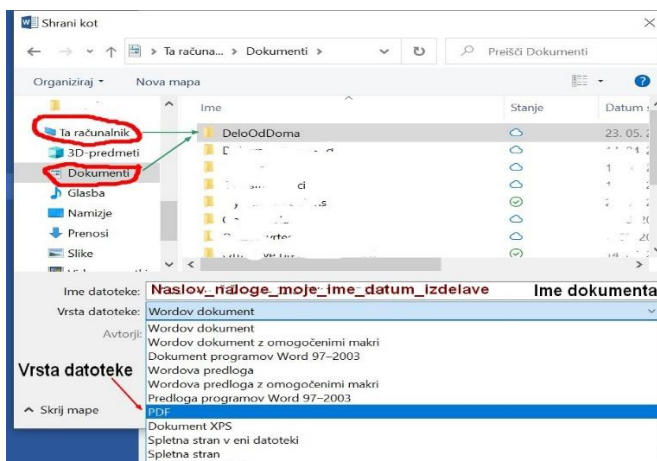 Shrani kot
Ta računa... > Dokumenti >
Preišči Dokumenti
Organiziraj
Nova mapa
Ime
Stanje
Datum
Ta računalnik
DeloOdDoma
23. 05.
3D-predmeti
Dokumenti
Glasba
Namizje
Prenosi
Slike
Ime datoteke: Naslov_naloge_moje_ime_datum_izdelave
Ime dokumenta
Vrsta datoteke: Wordov dokument
Avtorji:
Wordov dokument
Wordov dokument z omogočenimi makri
Dokument programov Word 97–2003
Wordova predloga
Vrsta datoteke
Wordova predloga z omogočenimi makri
Predloga programov Word 97–2003
PDF
Skrij mape
Dokument XPS
Spletna stran v eni datoteki
Spletna stran